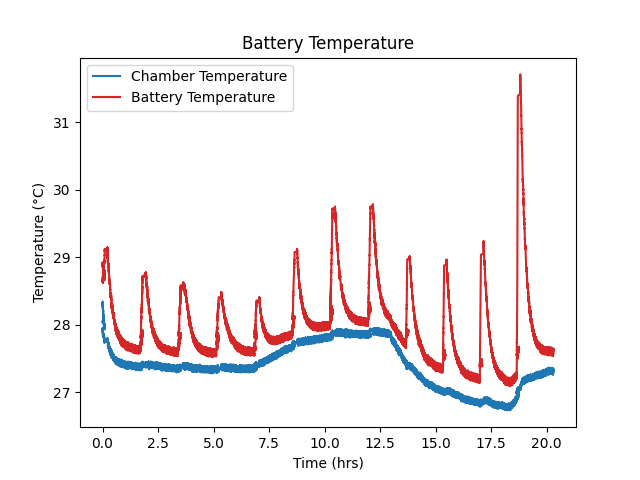 Battery Temperature
Chamber Temperature
Battery Temperature
Temperature (°C)
31
30
29
28
27
0.0 2.5 5.0 7.5 10.0 12.5 15.0 17.5 20.0
Time (hrs)